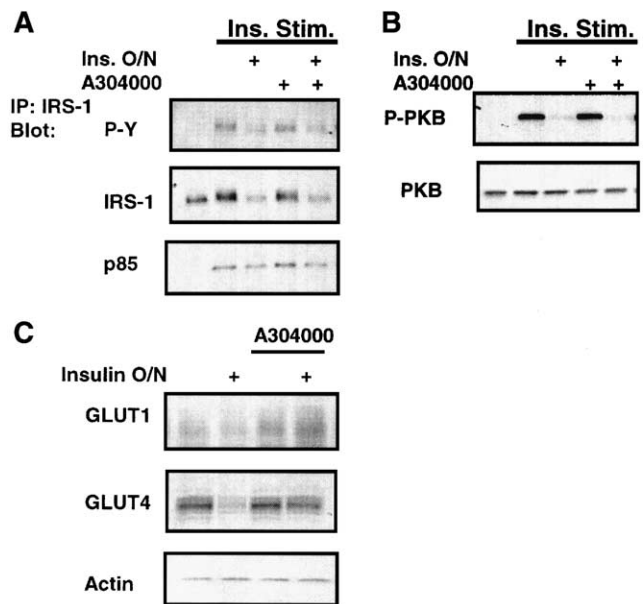 A
Ins. Stim.
Ins. O/N + +
A304000 + +
IP: IRS-1
Blot: P-Y
IRS-1
p85
B
Ins. Stim.
Ins. O/N + +
A304000 + +
P-PKB
PKB
C
A304000
Insulin O/N + +
GLUT1
GLUT4
Actin